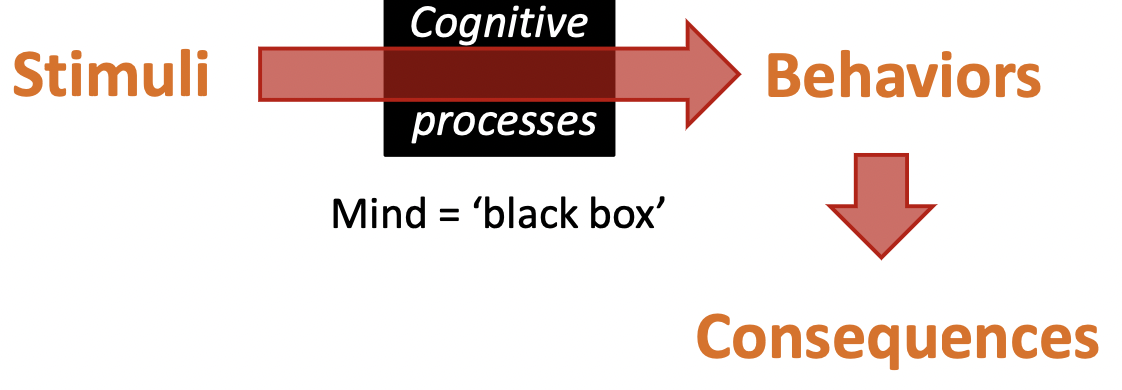 Cognitive
Stimuli
Behaviors
processes
Mind = ‘black box’
Consequences